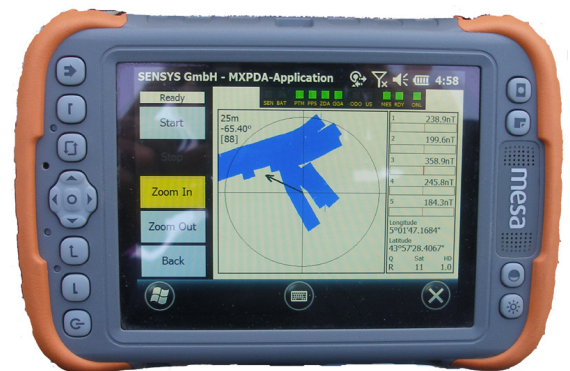 SENSYS GmbH - MXPDA-Application
4:58
Ready
Start
Stop
Zoom In
Zoom Out
Back
SEN BAT PTH PPS ZDA GGA ODO US MEM RDY ONL
25m
-65.40°
[88]
1 238.9nT
2 199.6nT
3 358.9nT
4 245.8nT
5 184.3nT
Longitude
5°01'47.1684"
Latitude
43°57'28.4067"
Q Sat HD
R 11 1.0
mesa